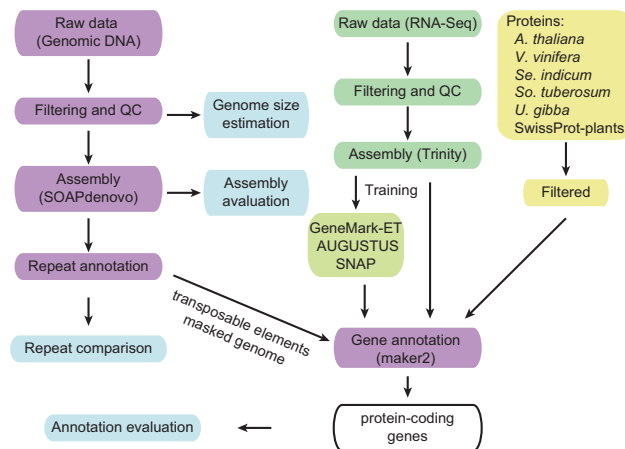 Raw data
(Genomic DNA)
Filtering and QC
Genome size
estimation
Assembly
(SOAPdenovo)
Assembly
avaluation
Repeat annotation
Repeat comparison
transposable elements
masked genome
Raw data (RNA-Seq)
Filtering and QC
Assembly (Trinity)
Training
GeneMark-ET
AUGUSTUS
SNAP
Proteins:
A. thaliana
V. vinifera
Se. indicum
So. tuberosum
U. gibba
SwissProt-plants
Filtered
Gene annotation
(maker2)
protein-coding
genes
Annotation evaluation